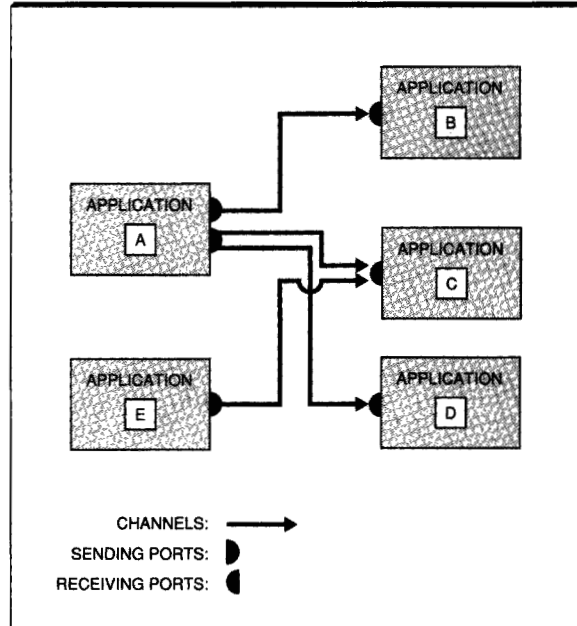 APPLICATION
B
APPLICATION
A
APPLICATION
C
APPLICATION
E
APPLICATION
D
CHANNELS:
SENDING PORTS:
RECEIVING PORTS: